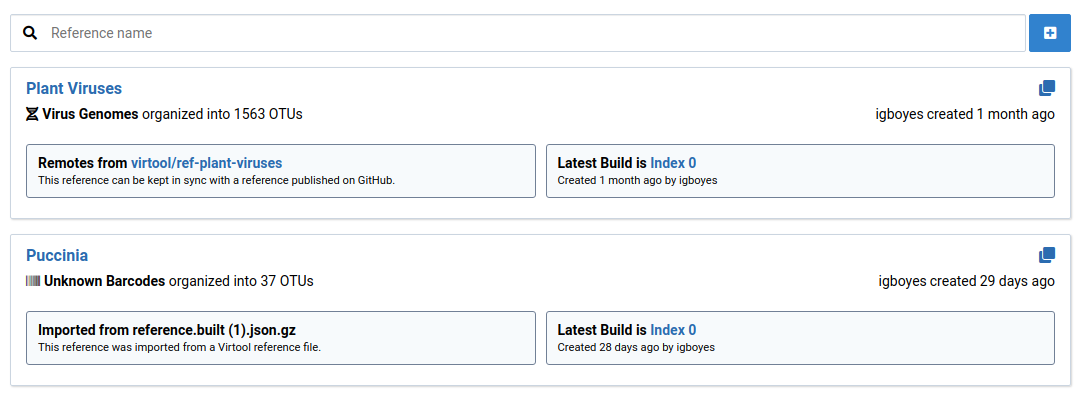 Reference name
Plant Viruses
Virus Genomes organized into 1563 OTUs
igboyes created 1 month ago
Remotes from virtool/ref-plant-viruses
This reference can be kept in sync with a reference published on GitHub.
Latest Build is Index 0
Created 1 month ago by igboyes
Puccinia
Unknown Barcodes organized into 37 OTUs
igboyes created 29 days ago
Imported from reference.built (1).json.gz
This reference was imported from a Virtool reference file.
Latest Build is Index 0
Created 28 days ago by igboyes